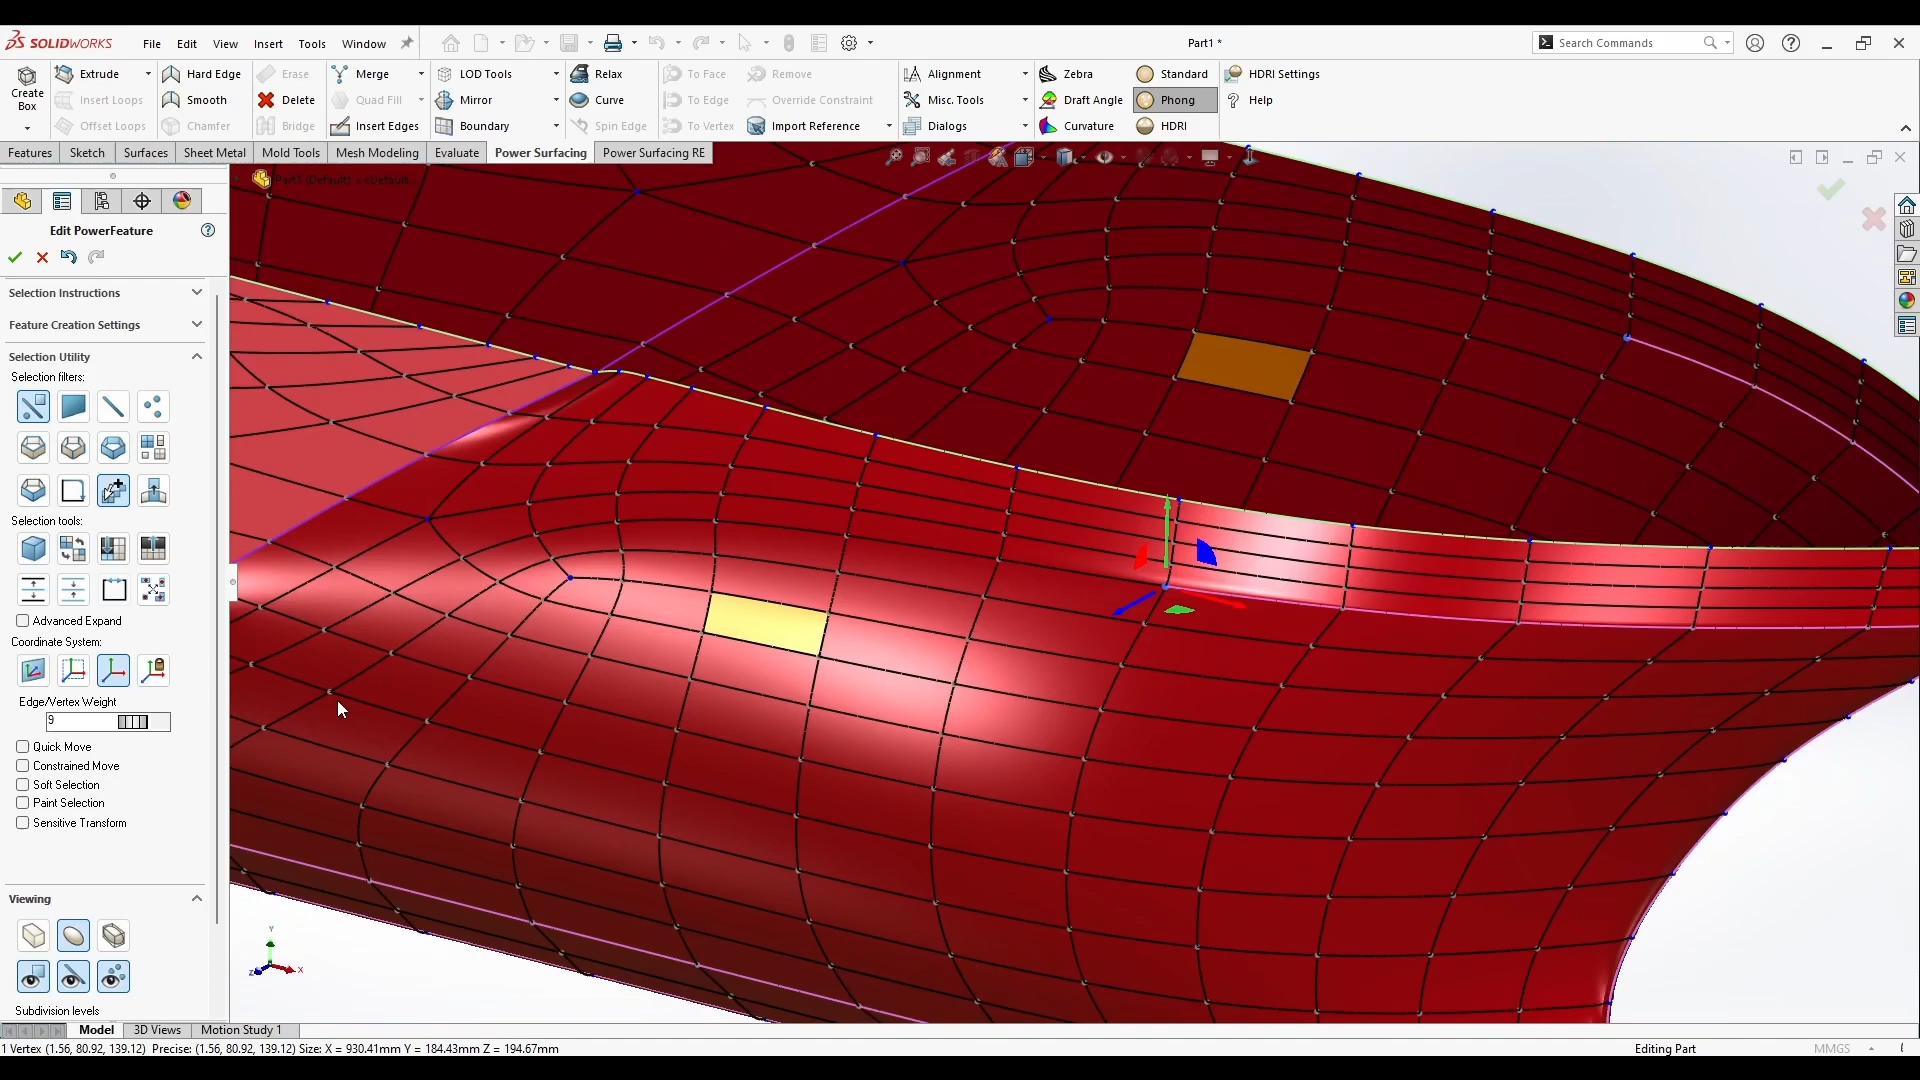 SOLIDWORKS File Edit View Insert Tools Window Part1 * Search Commands
Create Box
Extrude Hard Edge Erase Merge LOD Tools Relax To Face Remove Alignment Zebra Standard HDRI Settings
Insert Loops Smooth Delete Quad Fill Mirror Curve To Edge Override Constraint Misc. Tools Draft Angle Phong Help
Offset Loops Chamfer Bridge Insert Edges Boundary Spin Edge To Vertex Import Reference Dialogs Curvature HDRI
Features Sketch Surfaces Sheet Metal Mold Tools Mesh Modeling Evaluate Power Surfacing Power Surfacing RE
Part1 (Default) <<Default...
Edit PowerFeature
Selection Instructions
Feature Creation Settings
Selection Utility
Selection filters:
Selection tools:
Advanced Expand
Coordinate System:
Edge/Vertex Weight
9
Quick Move
Constrained Move
Soft Selection
Paint Selection
Sensitive Transform
Viewing
Subdivision levels
Y
Z X
Model 3D Views Motion Study 1
1 Vertex (1.56, 80.92, 139.12) Precise: (1.56, 80.92, 139.12) Size: X = 930.41mm Y = 184.43mm Z = 194.67mm Editing Part MMGS